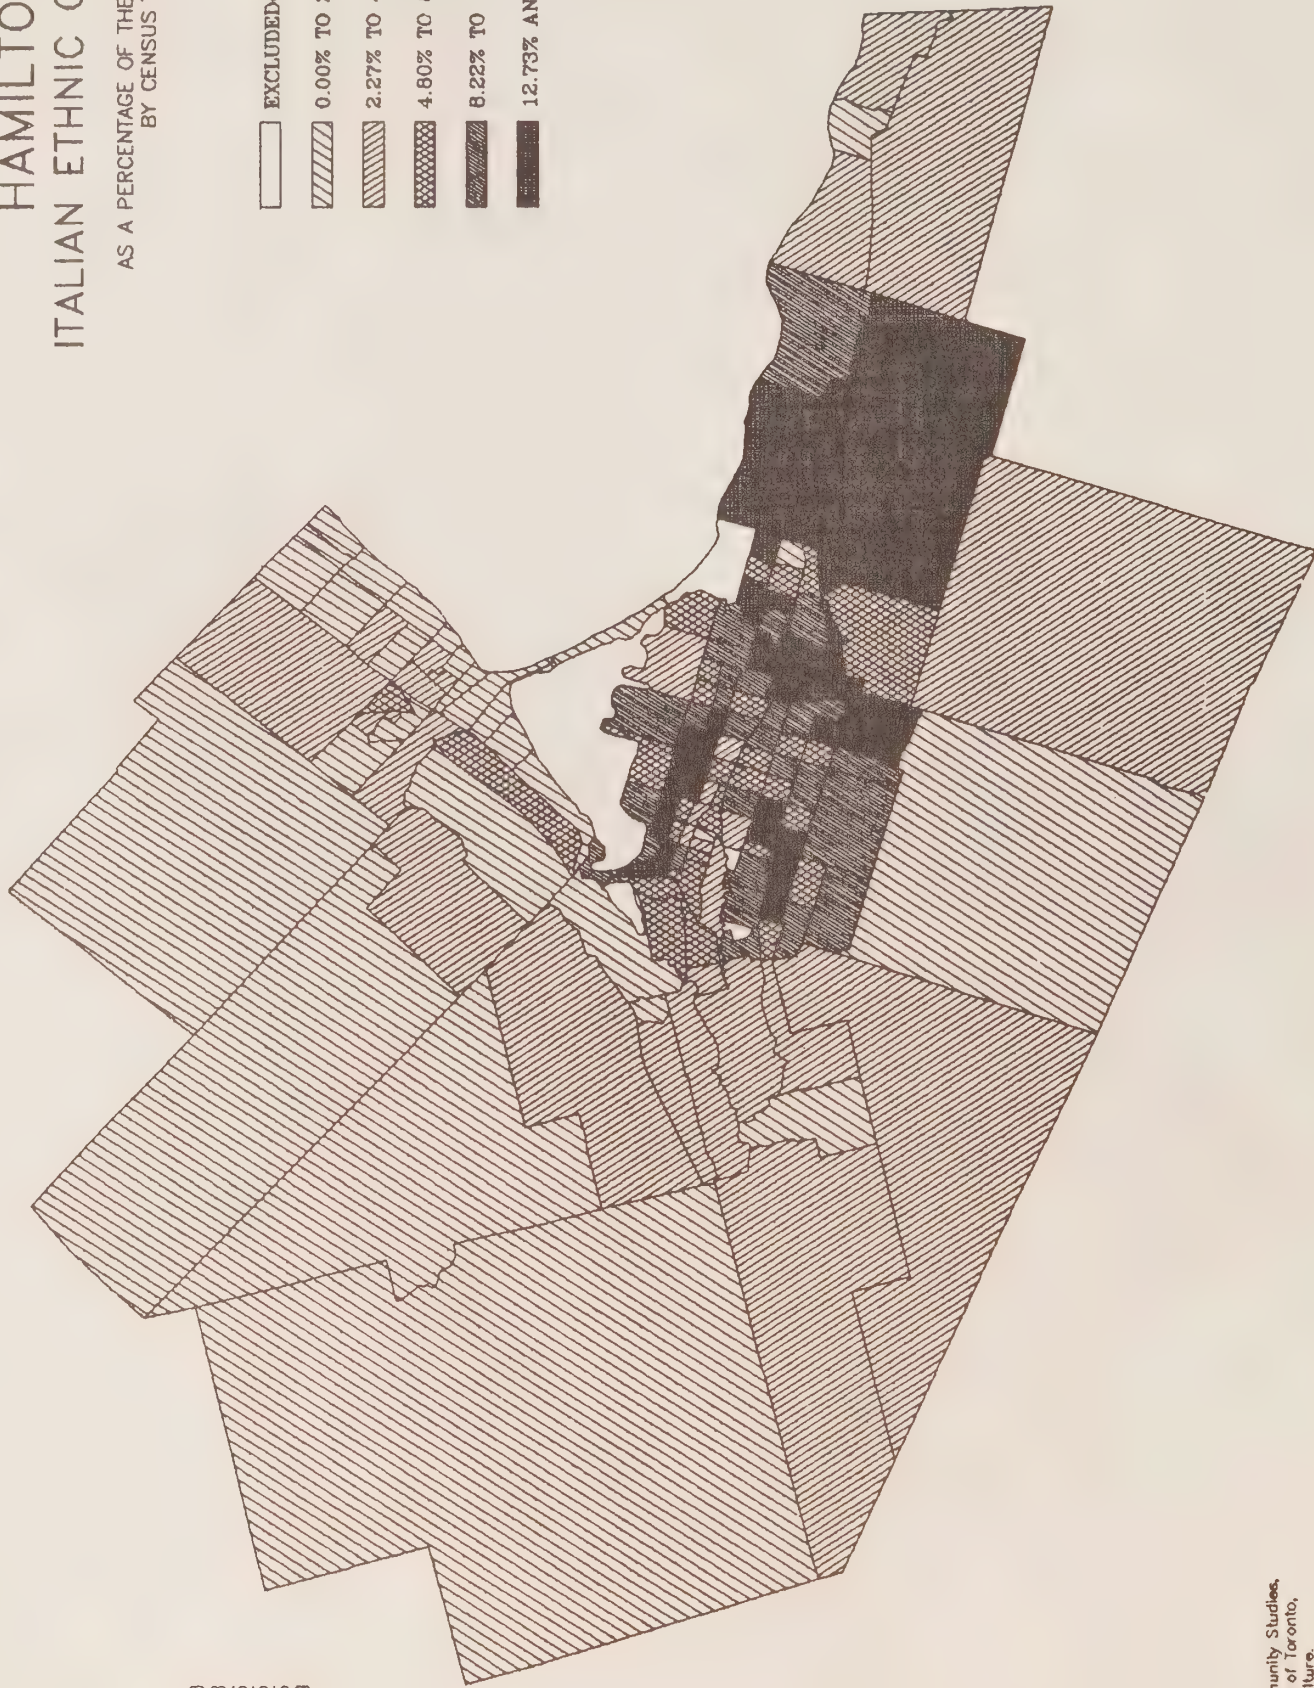 HAMILTO
ITALIAN ETHNIC
AS A PERCENTAGE OF THE
BY CENSUS
EXCLUDED
0.00% TO
2.27% TO
4.80% TO
8.22% TO
12.73% AN
unity Studies,
of Toronto,
ture.